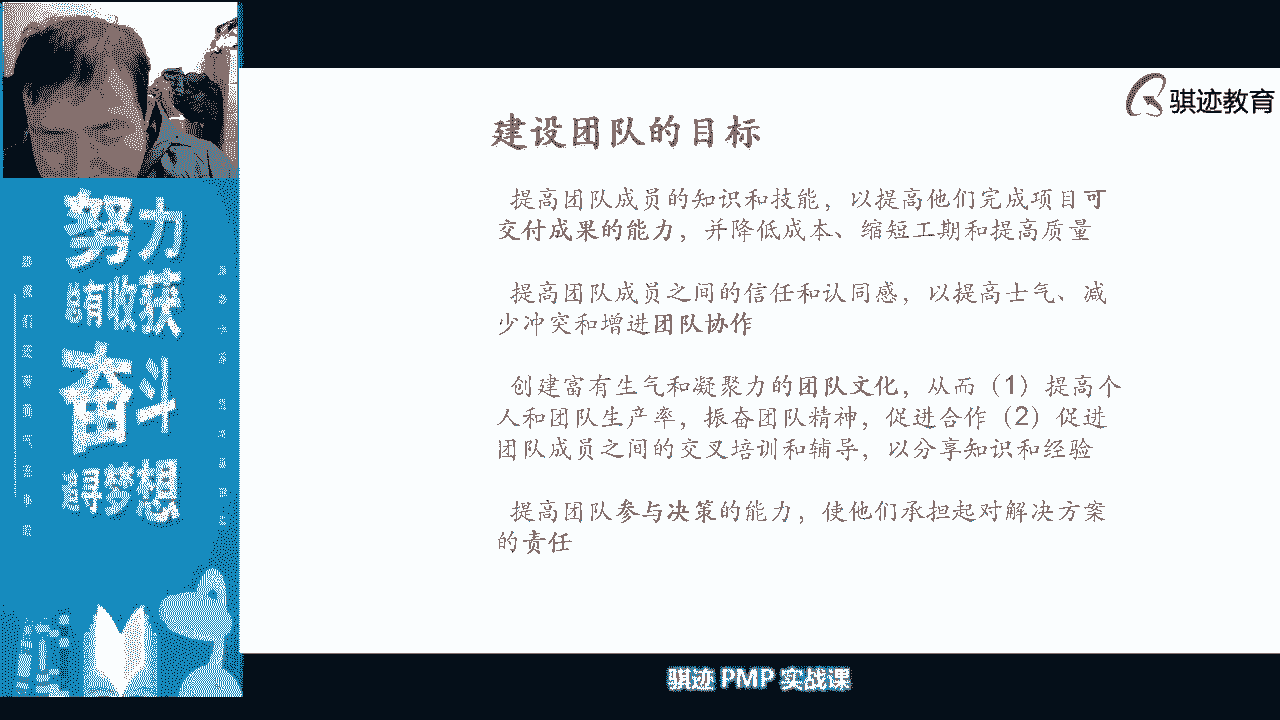 骐迹教育
建设团队的目标
提高团队成员的知识和技能，以提高他们完成项目可
交付成果的能力，并降低成本、缩短工期和提高质量
提高团队成员之间的信任和认同感，以提高士气、减
少冲突和增进团队协作
创建富有生气和凝聚力的团队文化，从而（1）提高个
人和团队生产率，振奋团队精神，促进合作（2）促进
团队成员之间的交叉培训和辅导，以分享知识和经验
提高团队参与决策的能力，使他们承担起对解决方案
的责任
努力
总有收获
奋斗
追寻梦想
骐迹 PMP 实战课